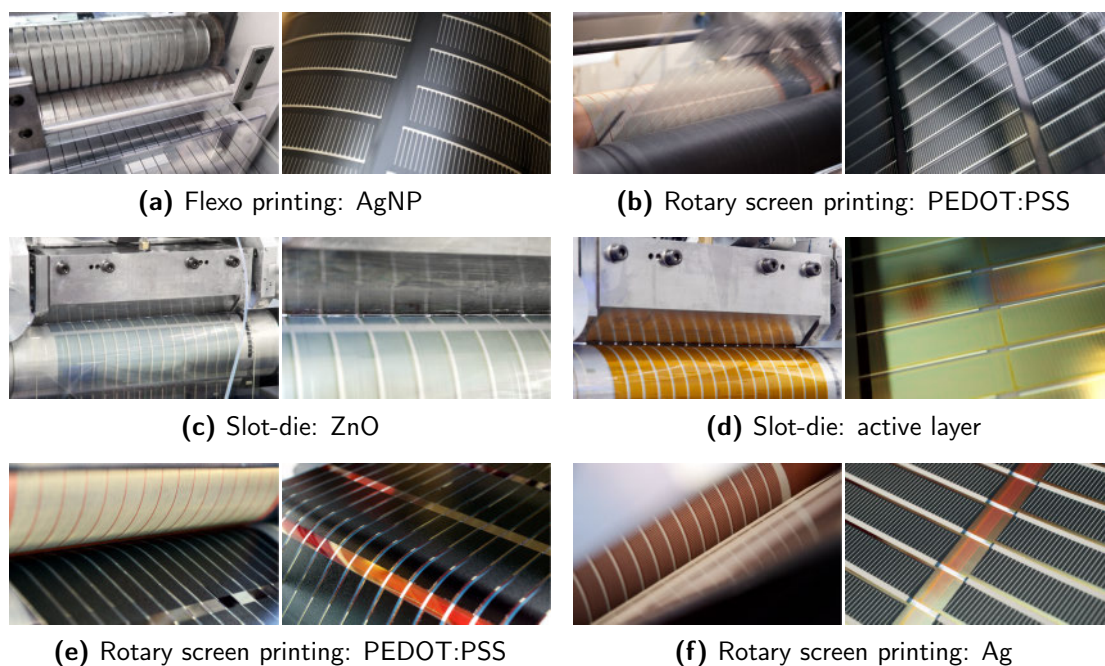 (a) Flexo printing: AgNP
(b) Rotary screen printing: PEDOT:PSS
(c) Slot-die: ZnO
(d) Slot-die: active layer
(e) Rotary screen printing: PEDOT:PSS
(f) Rotary screen printing: Ag